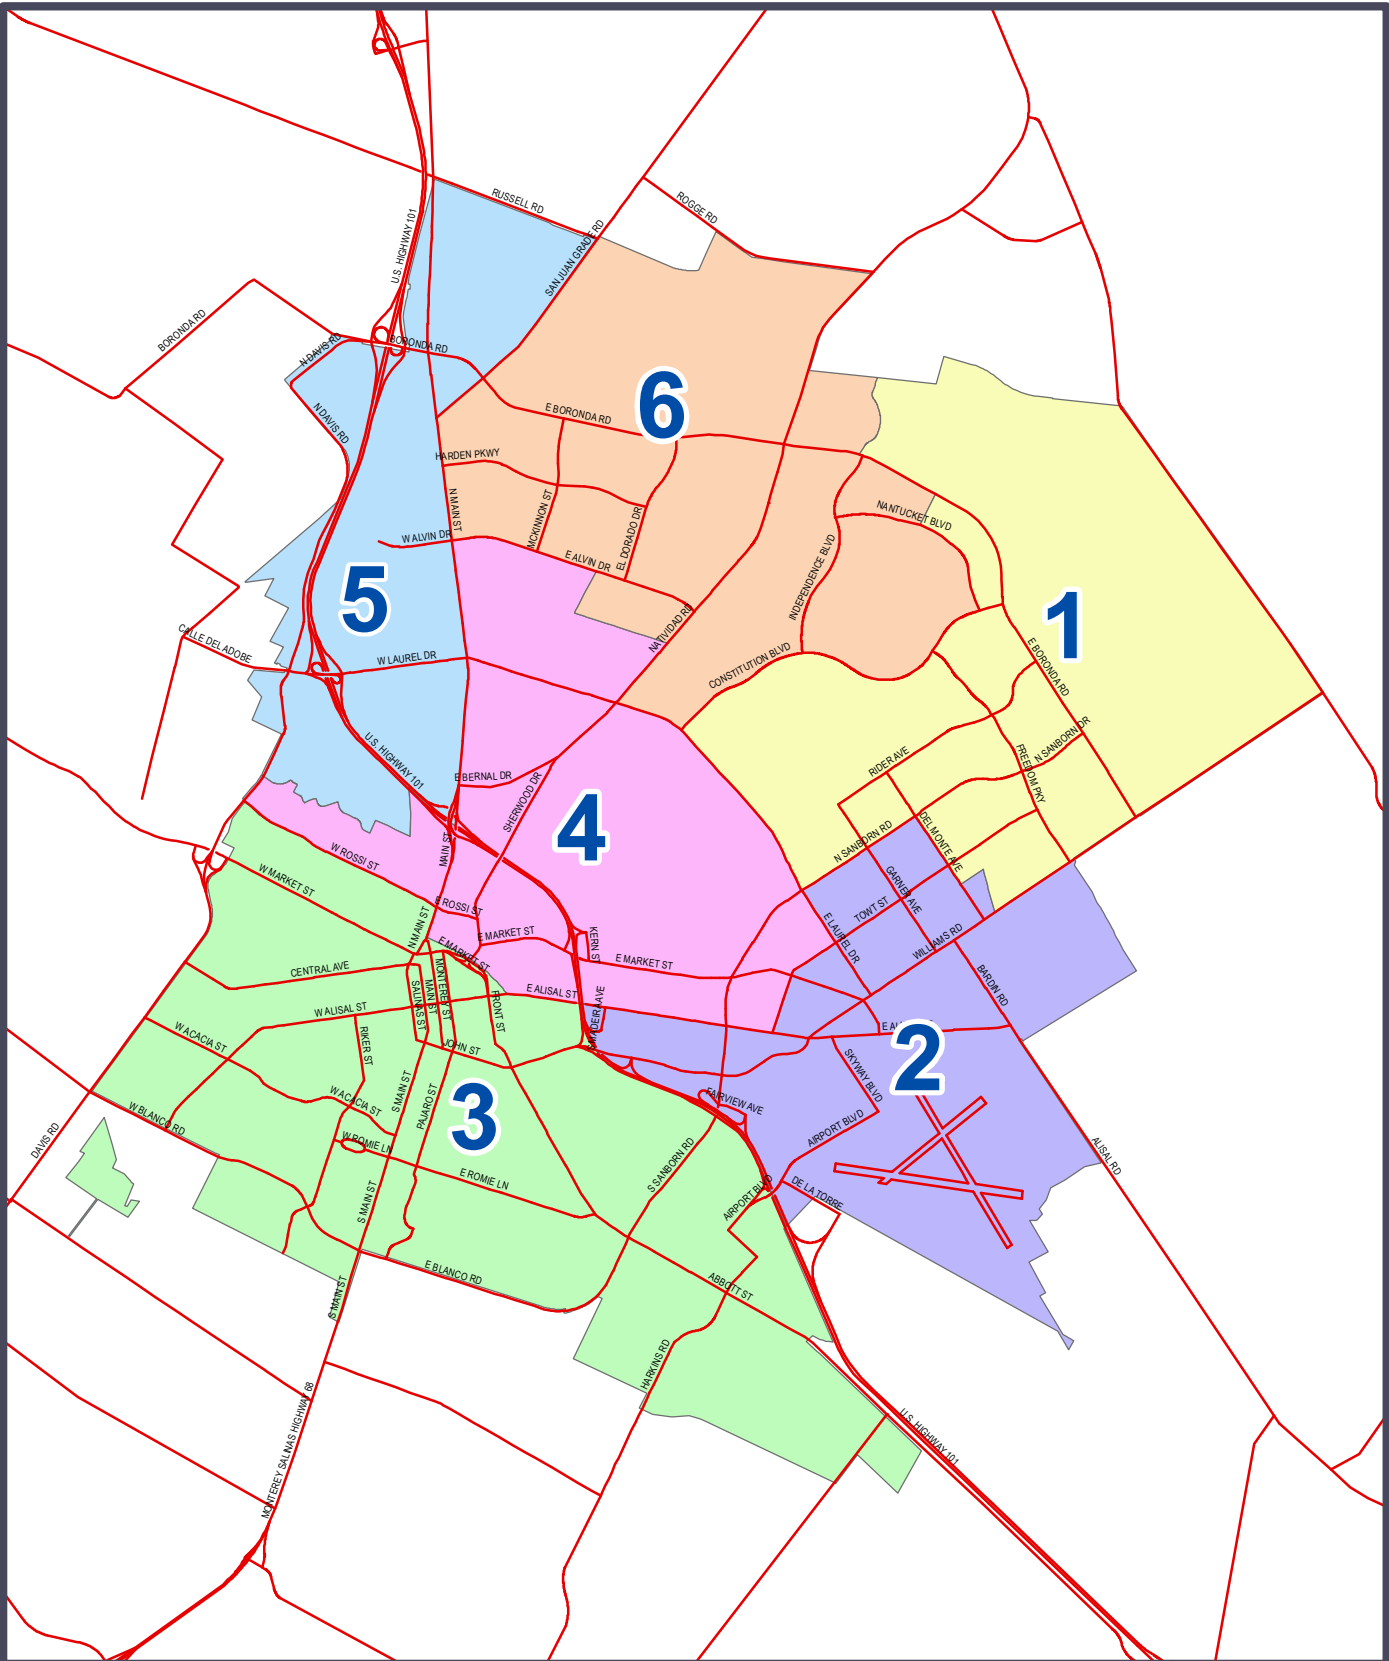 RUSSELL RD
ROGGE RD
SAN JUAN GRADE RD
U.S. HIGHWAY 101
BORONDA RD
N DAVIS RD
BORONDA RD
N DAVIS RD
E BORONDA RD
6
HARDEN PKWY
N MAIN ST
MCKINNON ST
EL DORADO DR
W ALVIN DR
E ALVIN DR
NANTUCKET BLVD
INDEPENDENCE BLVD
5
1
NATIVIDAD RD
CALLE DEL ADOBE
W LAUREL DR
CONSTITUTION BLVD
E BORONDA RD
U.S. HIGHWAY 101
E BERNAL DR
SHERWOOD DR
RIDER AVE
FREEDOM PKY
N SANBORN DR
4
MAIN ST
W ROSSI ST
N SANBORN RD
DEL MONTE AVE
W MARKET ST
GARNER AVE
E ROSSI ST
TOWT ST
N MAIN ST
E MARKET ST
E MARKET ST
KERN ST
E MARKET ST
E LAUREL DR
WILLIAMS RD
CENTRAL AVE
SALINAS ST
MAIN ST
MONTEREY ST
FRONT ST
E ALISAL ST
BARDIN RD
W ALISAL ST
S MADEIRA AVE
W ACACIA ST
RIKER ST
JOHN ST
2
SKYWAY BLVD
S MAIN ST
PAJARO ST
3
W ACACIA ST
FAIRVIEW AVE
W BLANCO RD
AIRPORT BLVD
DAVIS RD
W ROMIE LN
E ROMIE LN
S SANBORN RD
ALISAL RD
S MAIN ST
AIRPORT BLVD
DE LA TORRE
E BLANCO RD
ABBOTT ST
S MAIN ST
HARKINS RD
MONTEREY SALINAS HIGHWAY 68
U.S. HIGHWAY 101